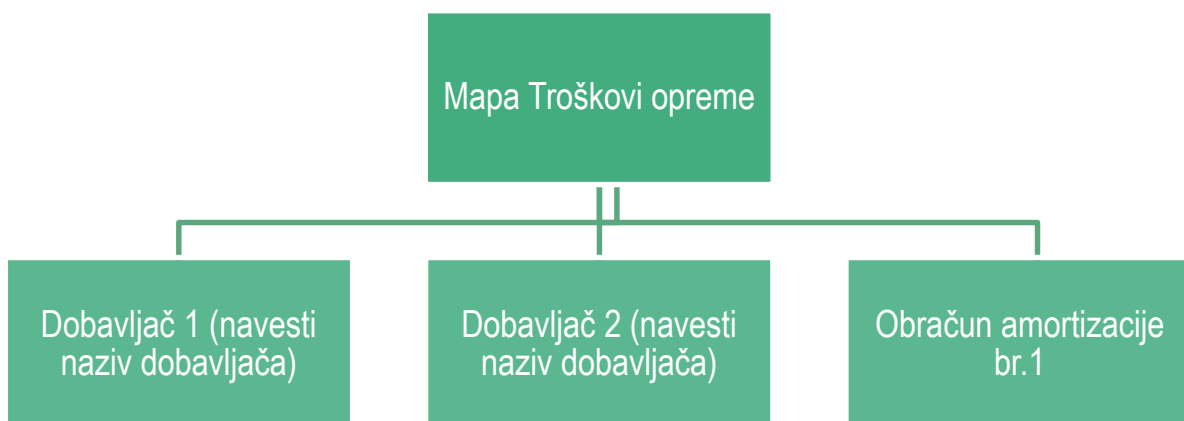 Mapa Troškovi opreme
Dobavljač 1 (navesti
naziv dobavljača)
Dobavljač 2 (navesti
naziv dobavljača)
Obračun amortizacije
br.1